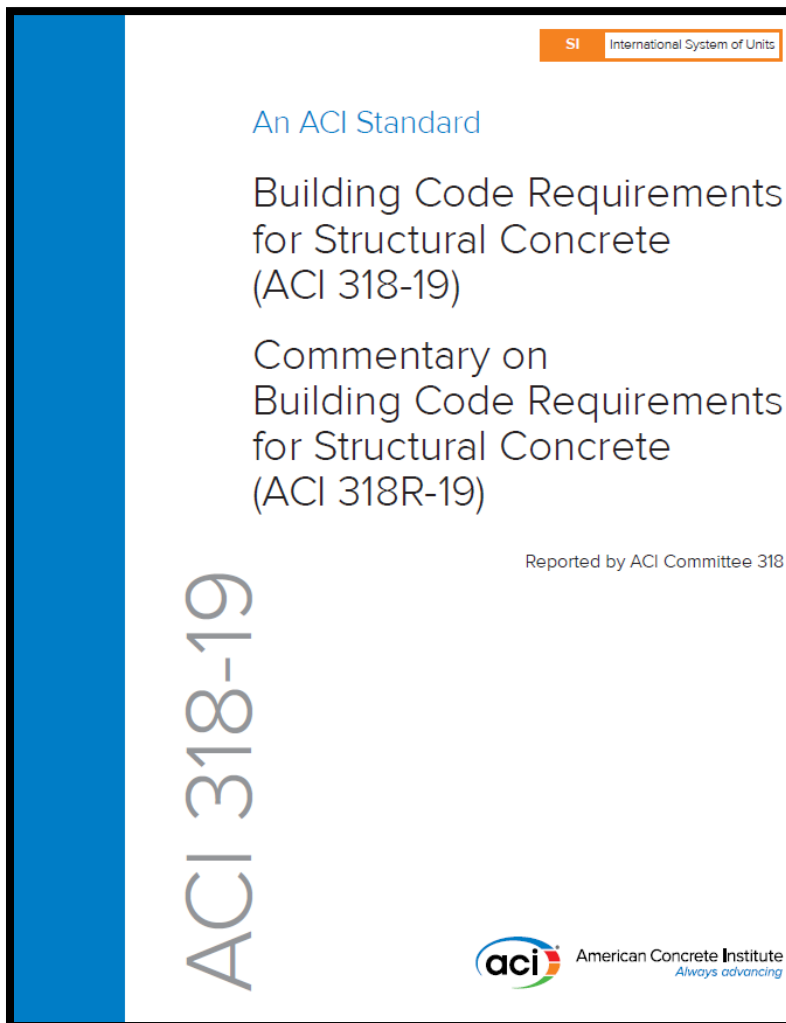 SI International System of Units
An ACI Standard
Building Code Requirements
for Structural Concrete
(ACI 318-19)
Commentary on
Building Code Requirements
for Structural Concrete
(ACI 318R-19)
Reported by ACI Committee 318
ACI 318-19
aci American Concrete Institute
Always advancing